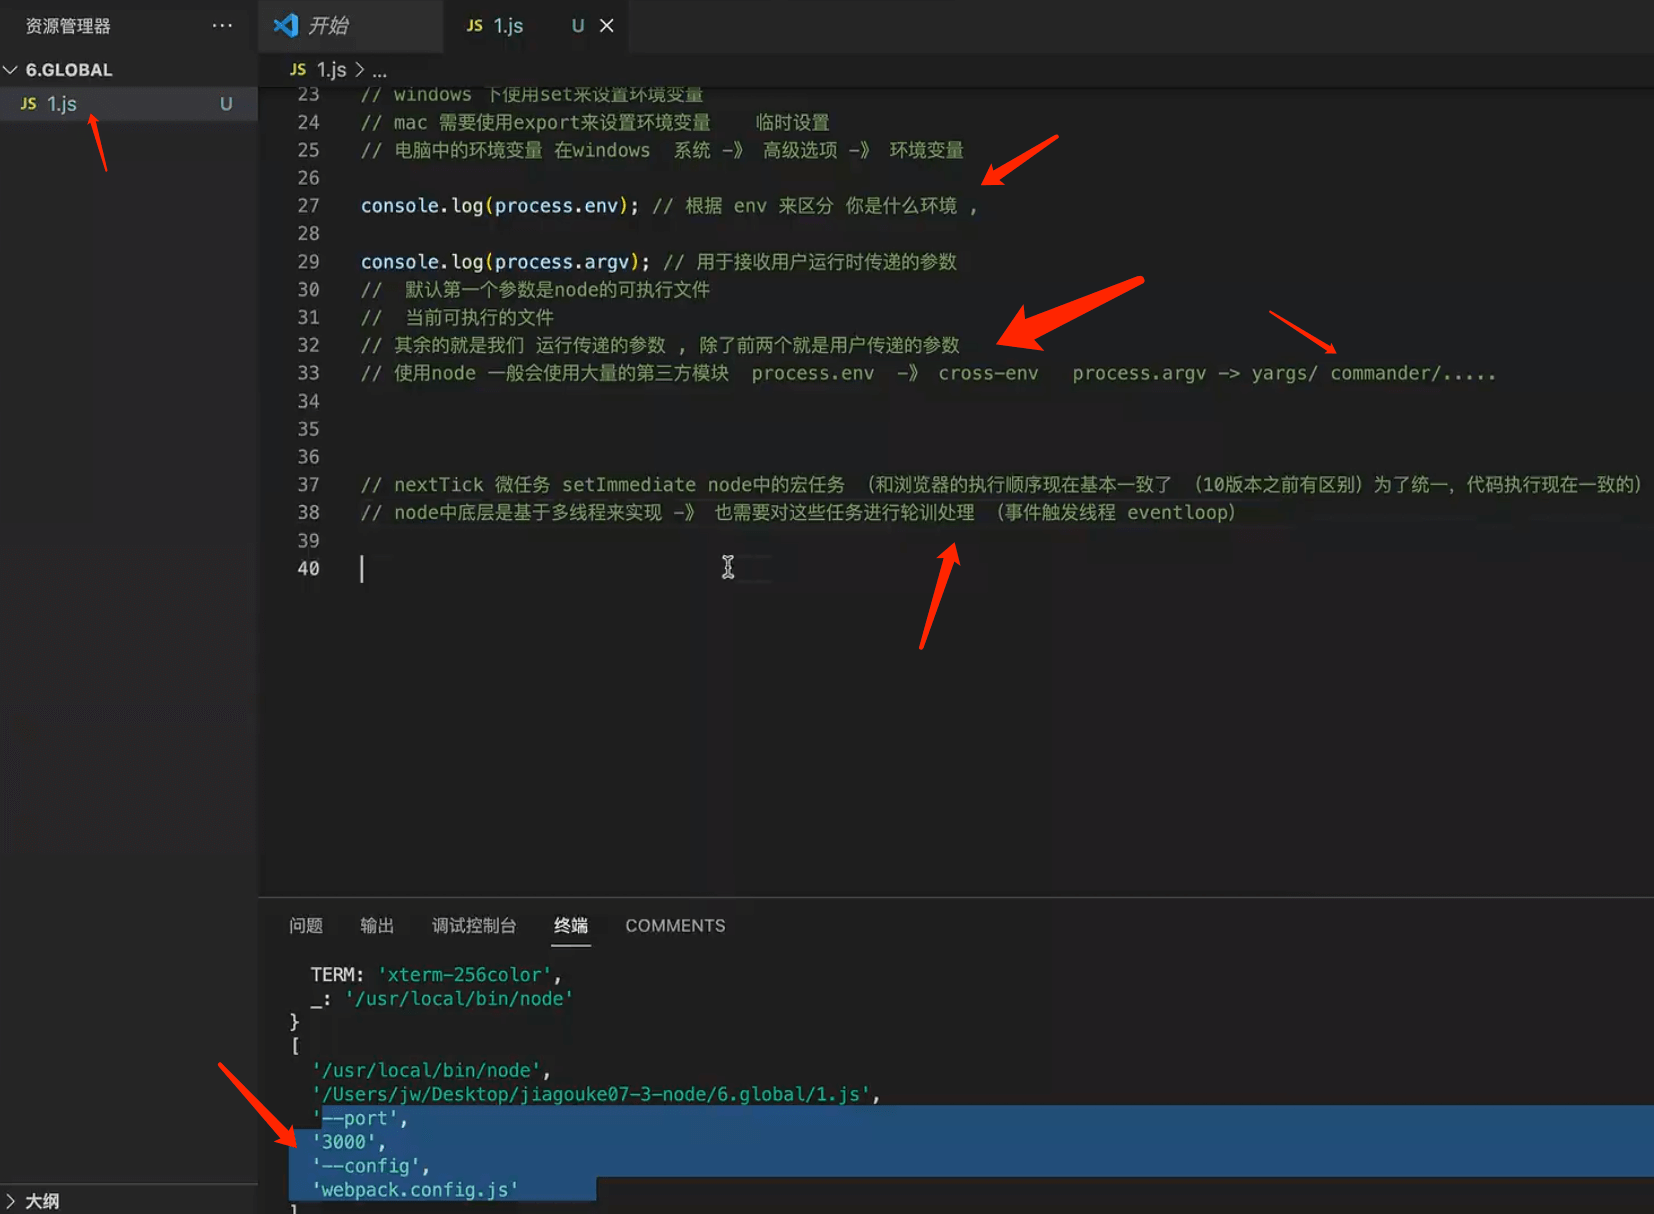 资源管理器 ···
开始
JS 1.js U ×
6.GLOBAL
JS 1.js > ...
JS 1.js U
23 // windows 下使用set来设置环境变量
24 // mac 需要使用export来设置环境变量 临时设置
25 // 电脑中的环境变量 在windows 系统 -》 高级选项 -》 环境变量
26
27 console.log(process.env); // 根据 env 来区分 你是什么环境 ,
28
29 console.log(process.argv); // 用于接收用户运行时传递的参数
30 // 默认第一个参数是node的可执行文件
31 // 当前可执行的文件
32 // 其余的就是我们 运行传递的参数 , 除了前两个就是用户传递的参数
33 // 使用node 一般会使用大量的第三方模块 process.env -》 cross-env process.argv -> yargs/ commander/.....
34
35
36
37 // nextTick 微任务 setImmediate node中的宏任务 （和浏览器的执行顺序现在基本一致了 （10版本之前有区别）为了统一，代码执行现在一致的）
38 // node中底层是基于多线程来实现 -》 也需要对这些任务进行轮训处理 （事件触发线程 eventloop）
39
40
问题 输出 调试控制台 终端 COMMENTS
TERM: 'xterm-256color',
_: '/usr/local/bin/node'
}
[
'/usr/local/bin/node',
'/Users/jw/Desktop/jiagouke07-3-node/6.global/1.js',
'--port',
'3000',
'--config',
'webpack.config.js'
]
大纲